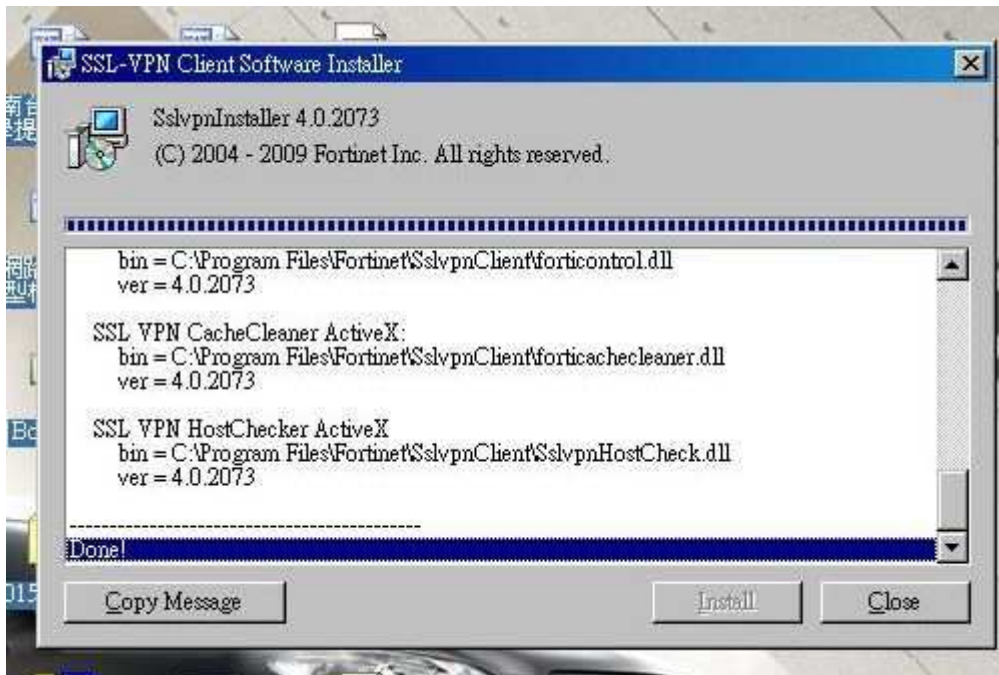 SSL-VPN Client Software Installer
SslvpnInstaller 4.0.2073
(C) 2004 - 2009 Fortinet Inc. All rights reserved.
bin = C:\Program Files\Fortinet\SslvpnClient\forticontrol.dll
ver = 4.0.2073
SSL VPN CacheCleaner ActiveX:
bin = C:\Program Files\Fortinet\SslvpnClient\forticachecleaner.dll
ver = 4.0.2073
SSL VPN HostChecker ActiveX
bin = C:\Program Files\Fortinet\SslvpnClient\SslvpnHostCheck.dll
ver = 4.0.2073
-------------------------------------------
Done!
Copy Message
Install
Close